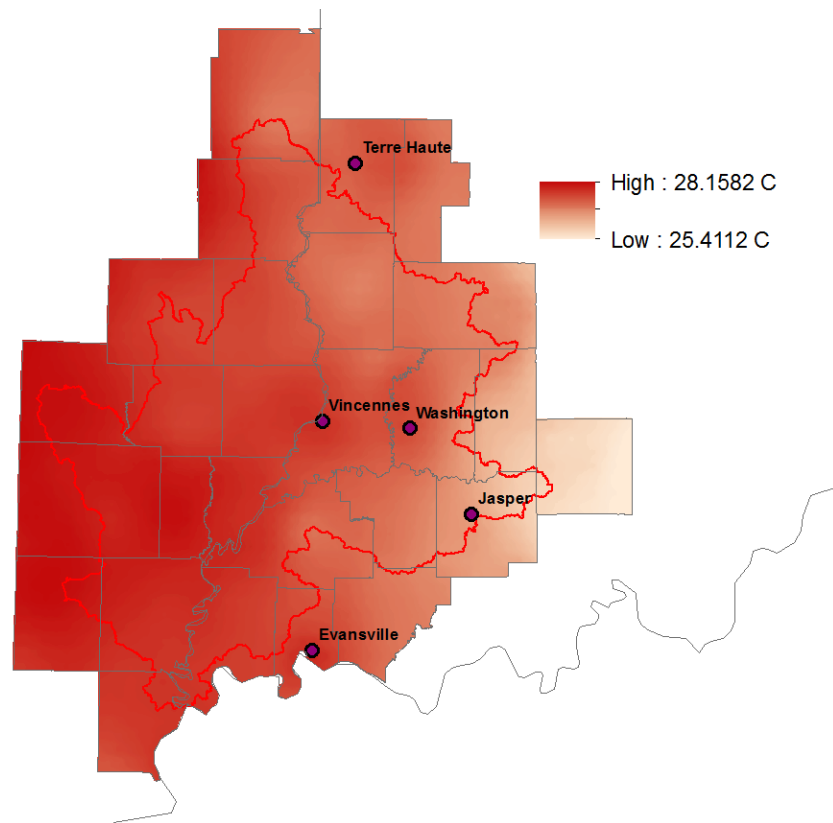 Terre Haute
High : 28.1582 C
Low : 25.4112 C
Vincennes
Washington
Jasper
Evansville